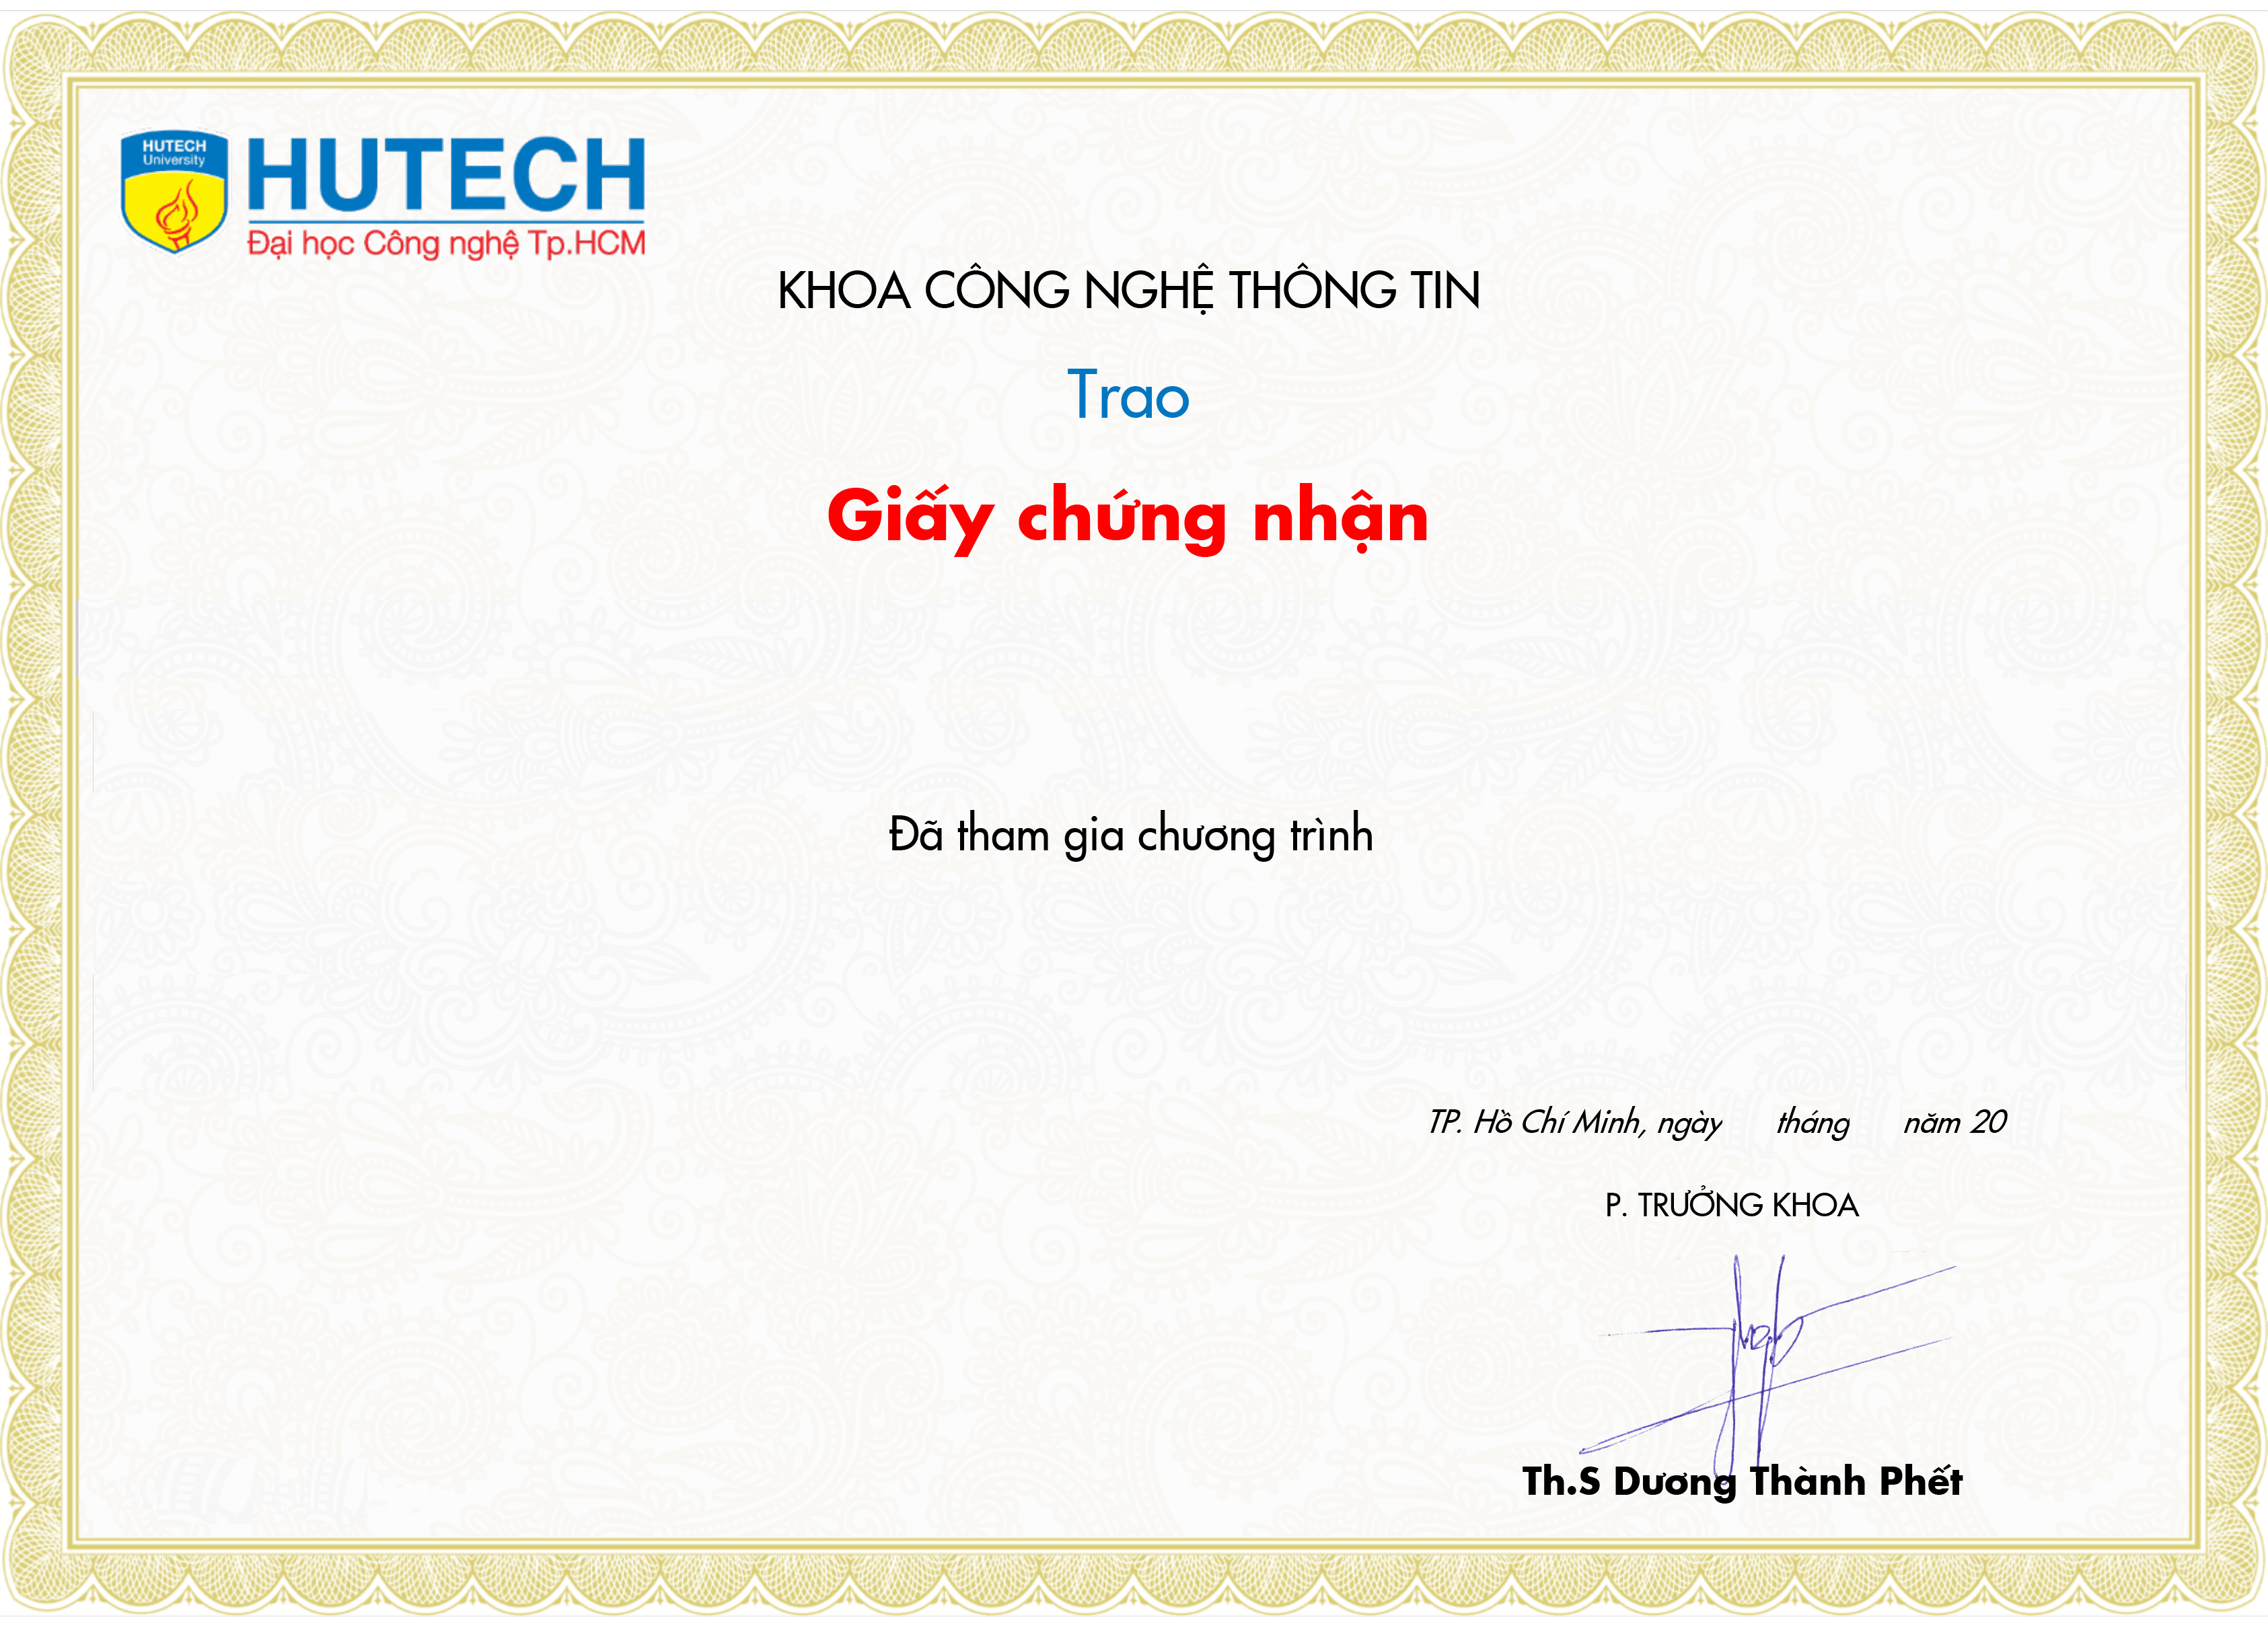 HUTECH
University
HUTECH
Đại học Công nghệ Tp.HCM
KHOA CÔNG NGHỆ THÔNG TIN
Trao
Giấy chứng nhận
Đã tham gia chương trình
TP. Hồ Chí Minh, ngày tháng năm 20
P. TRƯỞNG KHOA
Th.S Dương Thành Phết